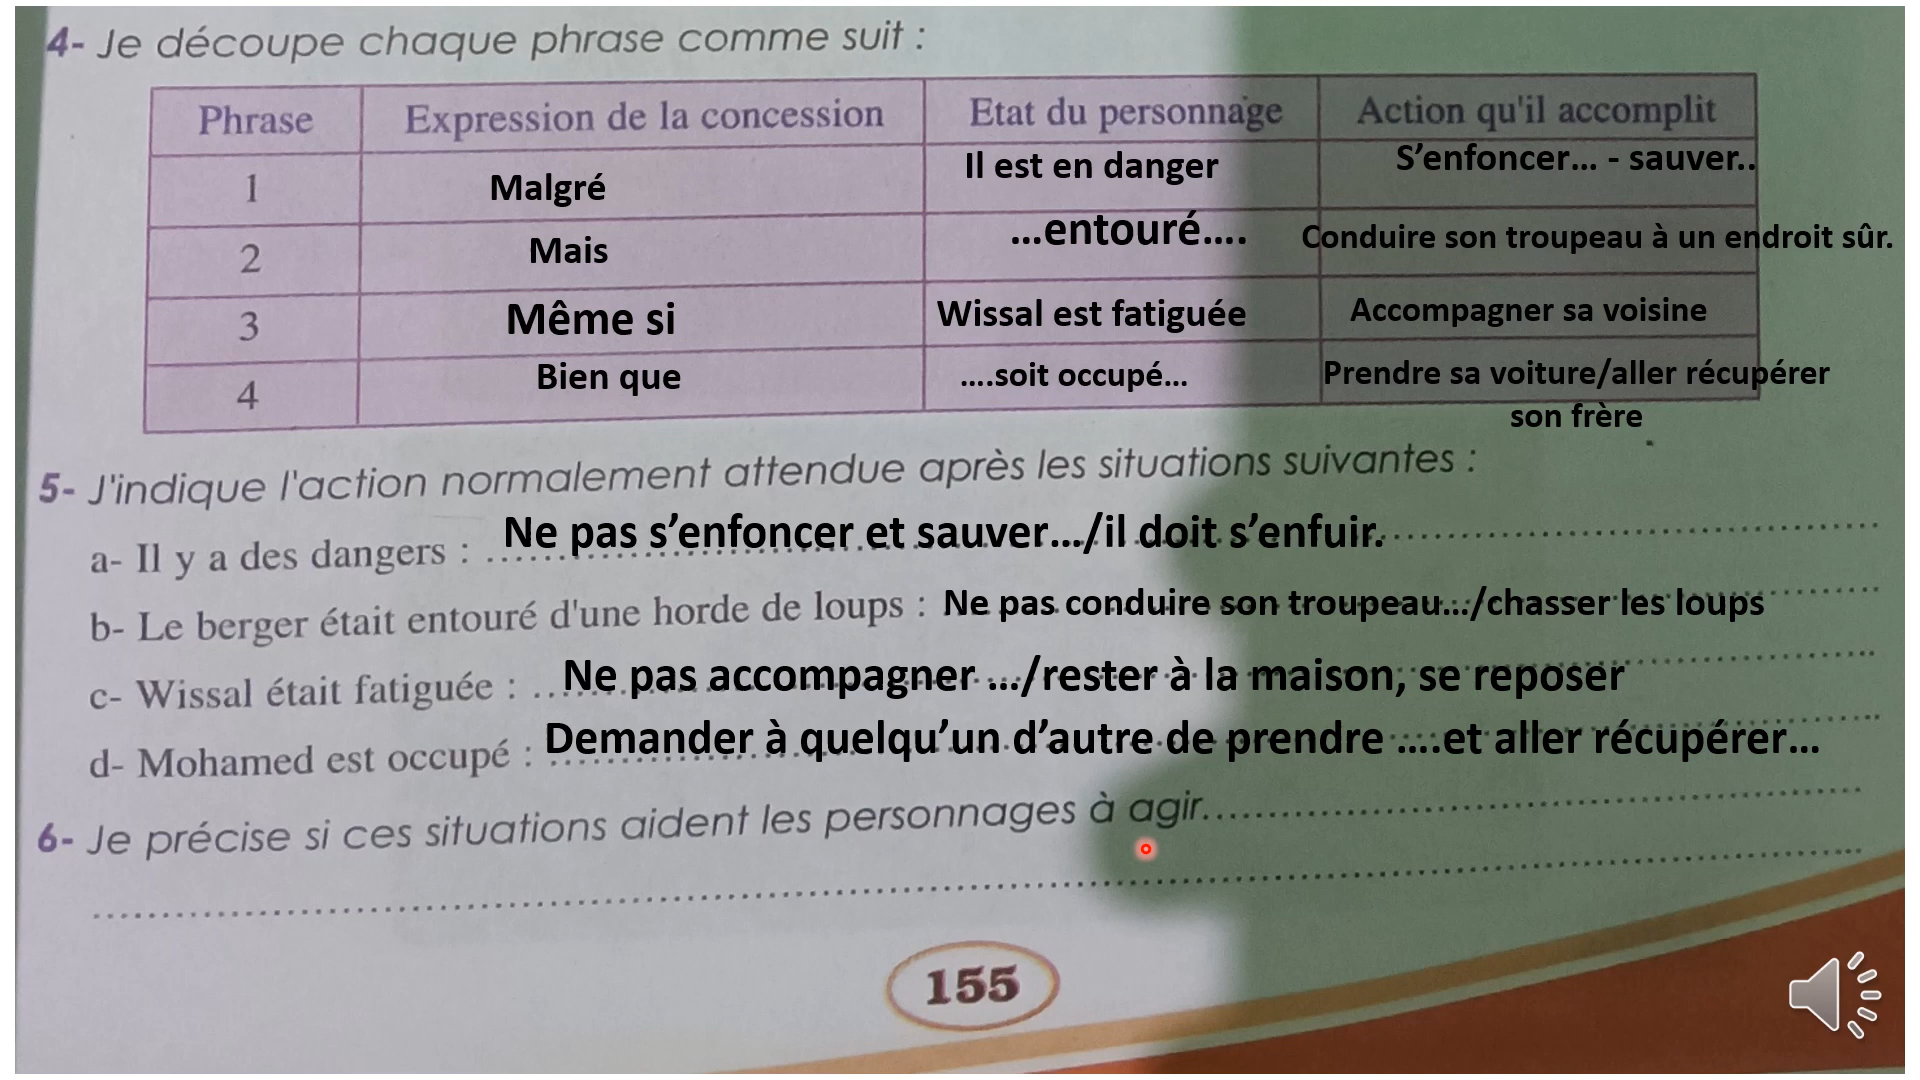 4- Je découpe chaque phrase comme suit :
Phrase Expression de la concession Etat du personnage Action qu'il accomplit
1 Malgré Il est en danger S’enfoncer… - sauver..
2 Mais …entouré…. Conduire son troupeau à un endroit sûr.
3 Même si Wissal est fatiguée Accompagner sa voisine
4 Bien que ….soit occupé… Prendre sa voiture/aller récupérer
son frère
5- J'indique l'action normalement attendue après les situations suivantes :
a- Il y a des dangers : Ne pas s’enfoncer et sauver…/il doit s’enfuir.
b- Le berger était entouré d'une horde de loups : Ne pas conduire son troupeau…/chasser les loups
c- Wissal était fatiguée : Ne pas accompagner …/rester à la maison, se reposer
d- Mohamed est occupé : Demander à quelqu’un d’autre de prendre ….et aller récupérer…
6- Je précise si ces situations aident les personnages à agir.
155